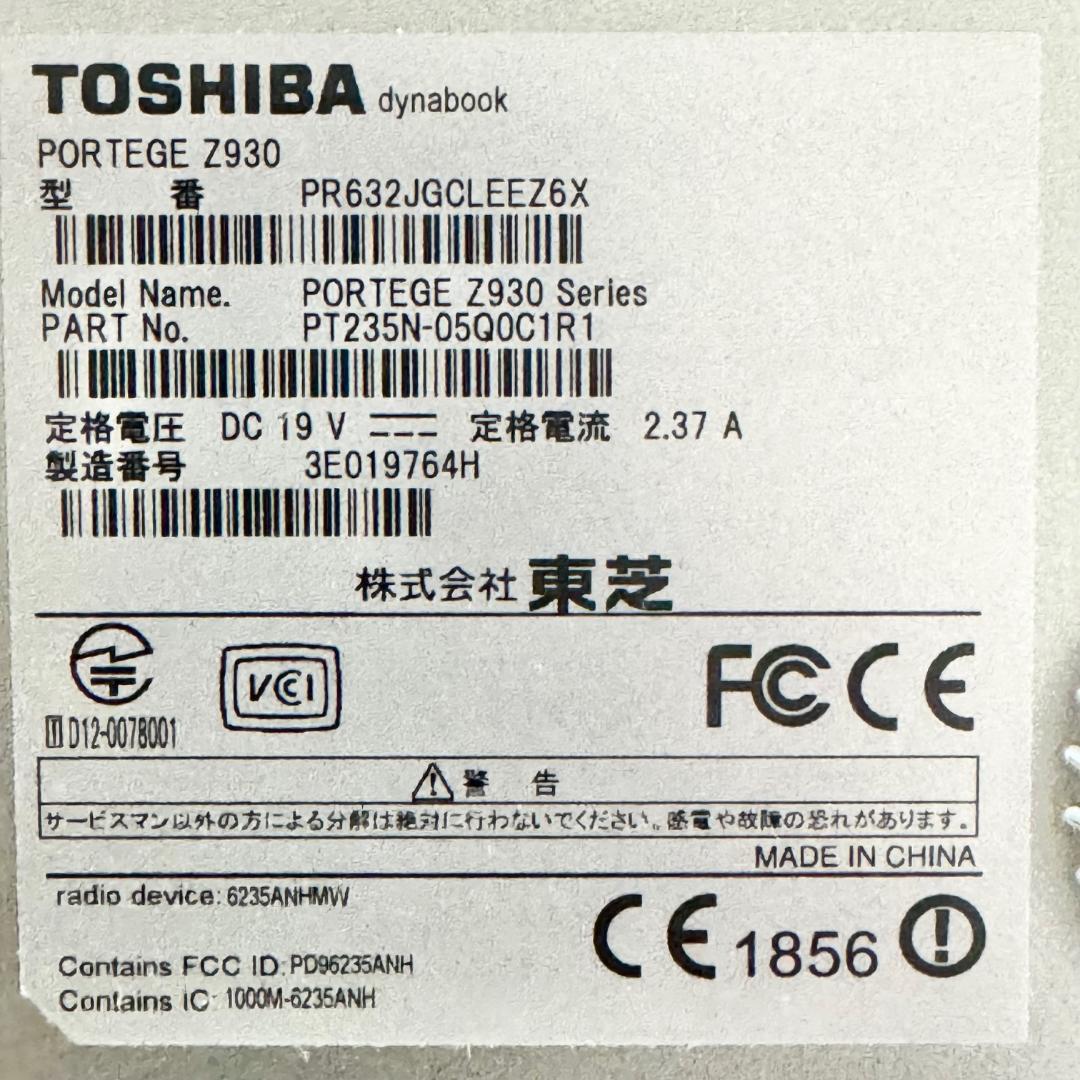 TOSHIBA dynabook
PORTEGE Z930
型 番 PR632JGCLEEZ6X
Model Name. PORTEGE Z930 Series
PART No. PT235N-05Q0C1R1
定格電圧 DC 19 V 定格電流 2.37 A
製造番号 3E019764H
株式会社 東芝
VCCI FC CE
T D12-0078001
警 告
サービスマン以外の方による分解は絶対に行わないでください。感電や故障の恐れがあります。
MADE IN CHINA
radio device: 6235ANHMW
CE 1856
Contains FCC ID: PD96235ANH
Contains IC: 1000M-6235ANH